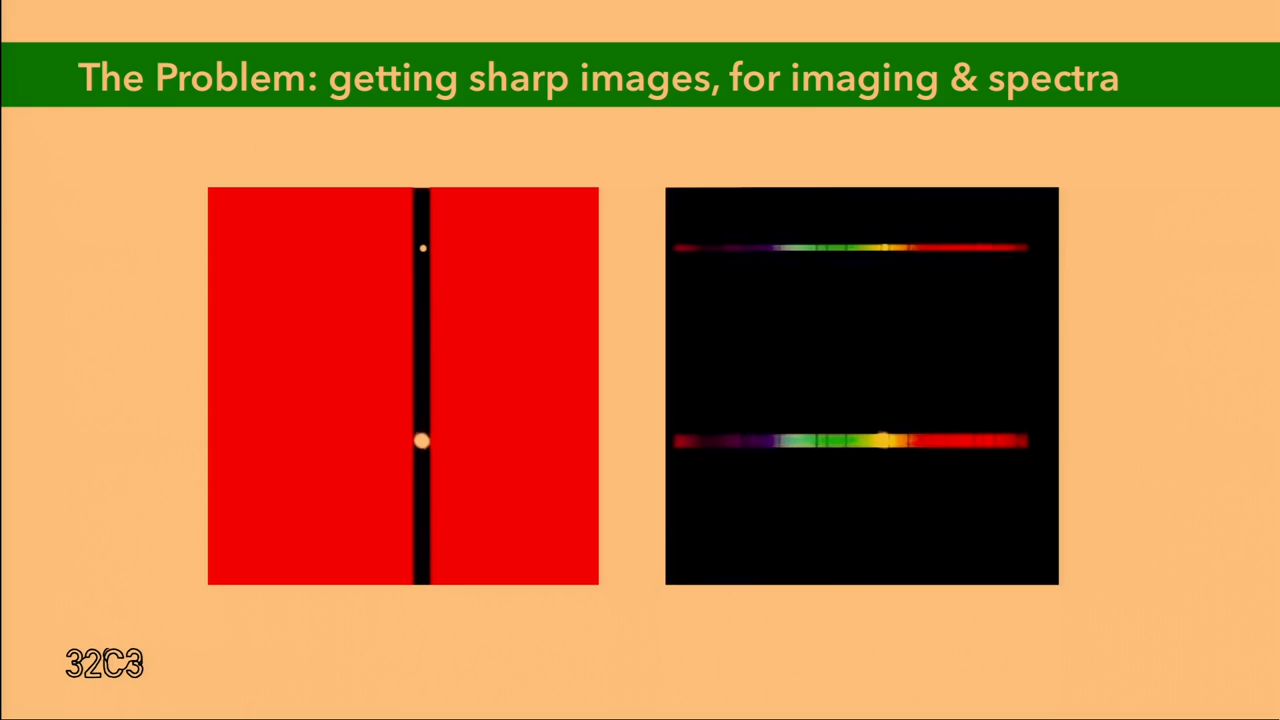 The Problem: getting sharp images, for imaging & spectra
32C3